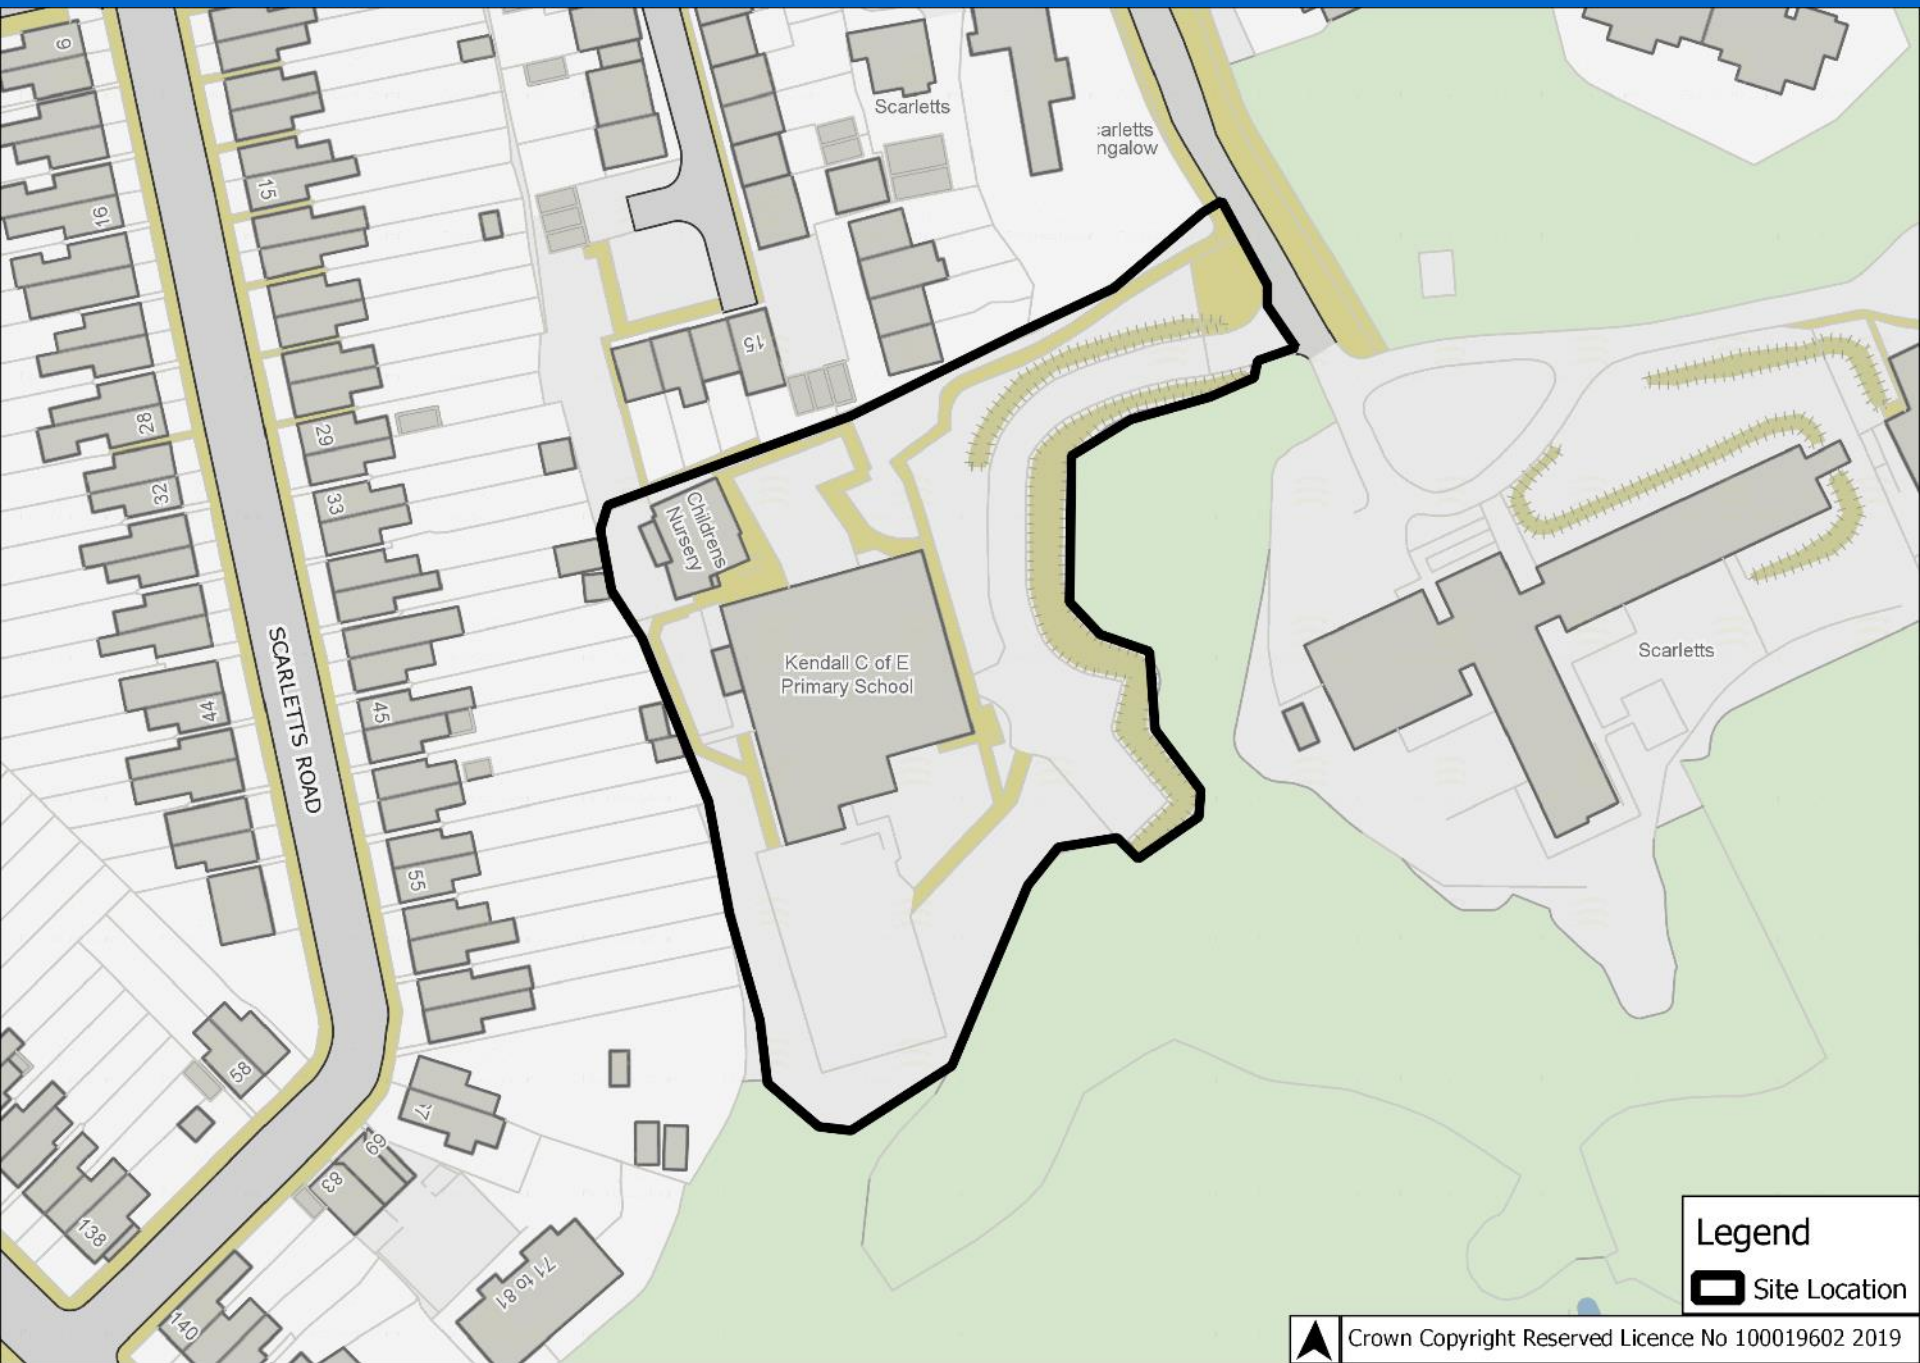 9
15
16
Scarletts
carletts
ngalow
15
28
29
32
33
Childrens
Nursery
Kendall C of E
Primary School
Scarletts
SCARLETTS ROAD
44
45
55
58
69
83
138
71 to 81
140
Legend
Site Location
Crown Copyright Reserved Licence No 100019602 2019